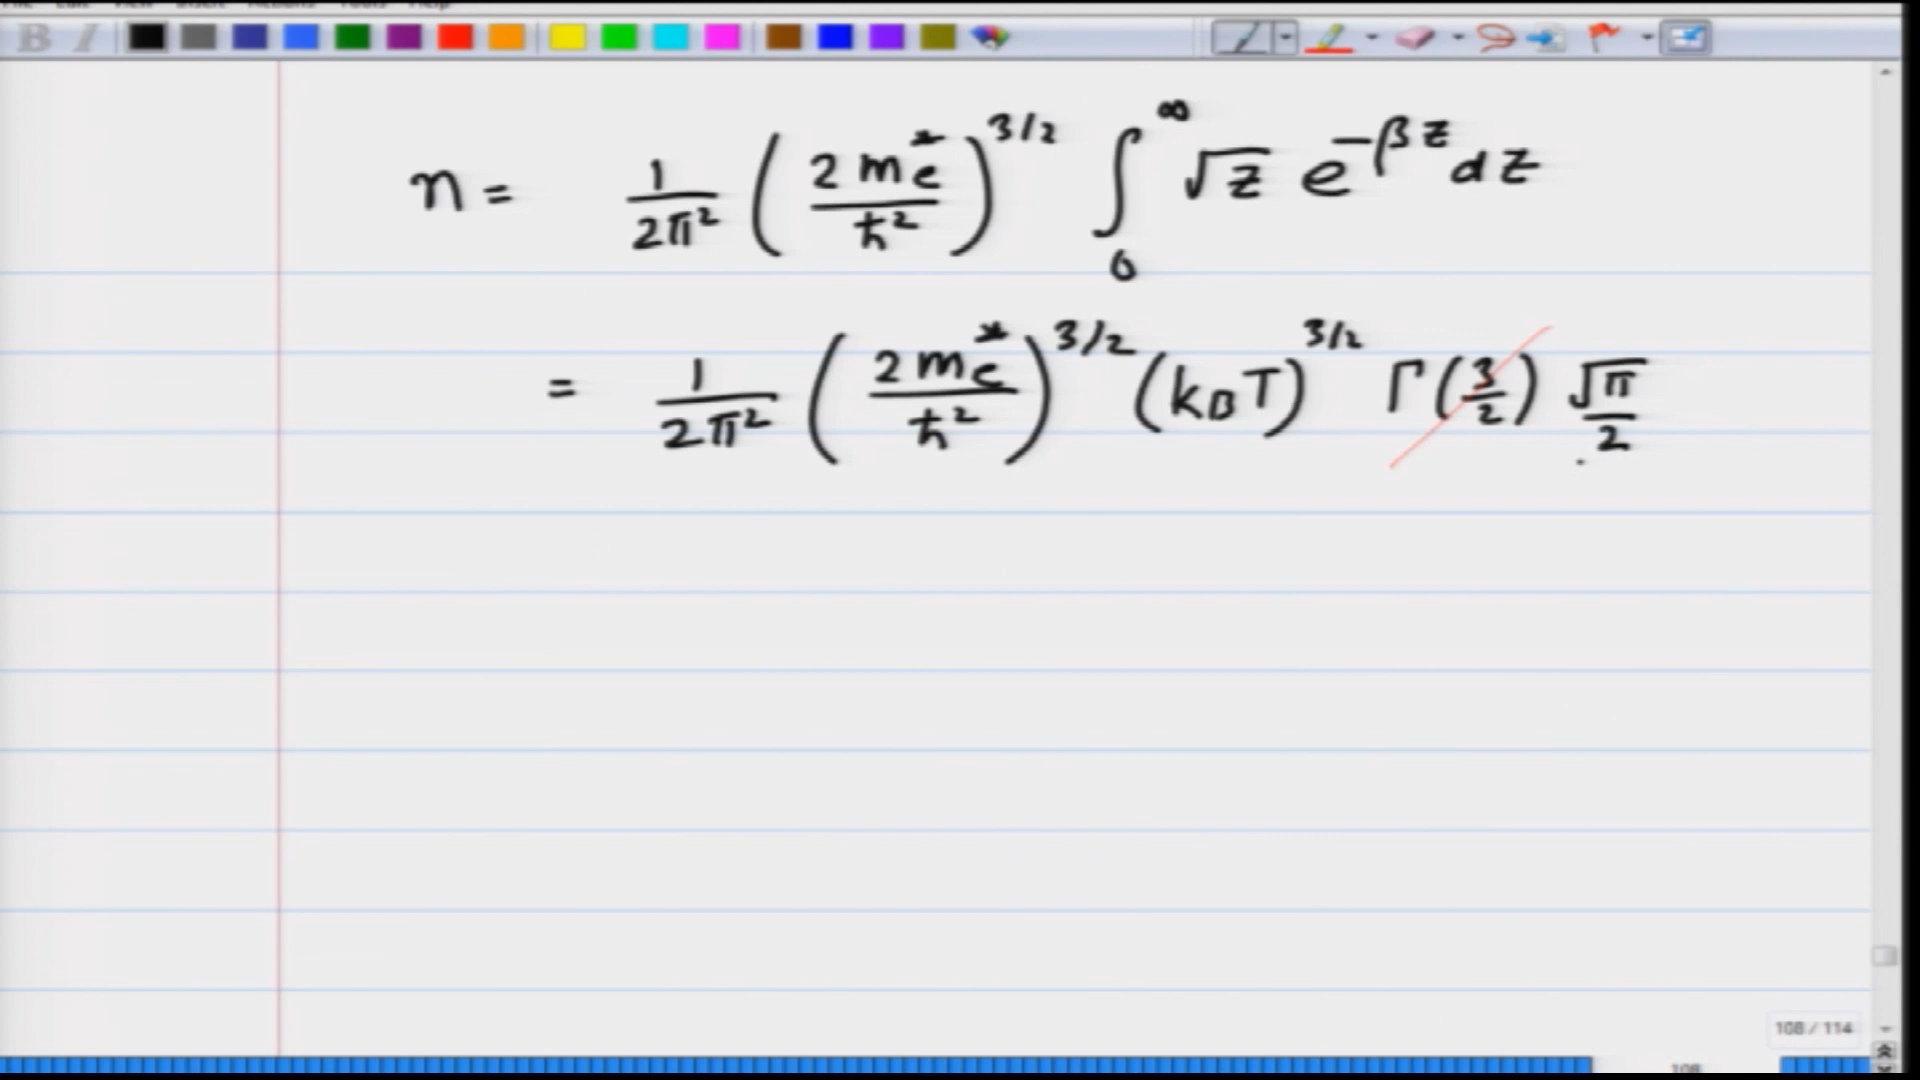 B I
n = 1/2π² (2m*e/ħ²)^3/2 ∫₀^∞ √z e^-βz dz
= 1/2π² (2m*e/ħ²)^3/2 (kBT)^3/2 Γ(3/2) √π/2
108 / 114
108